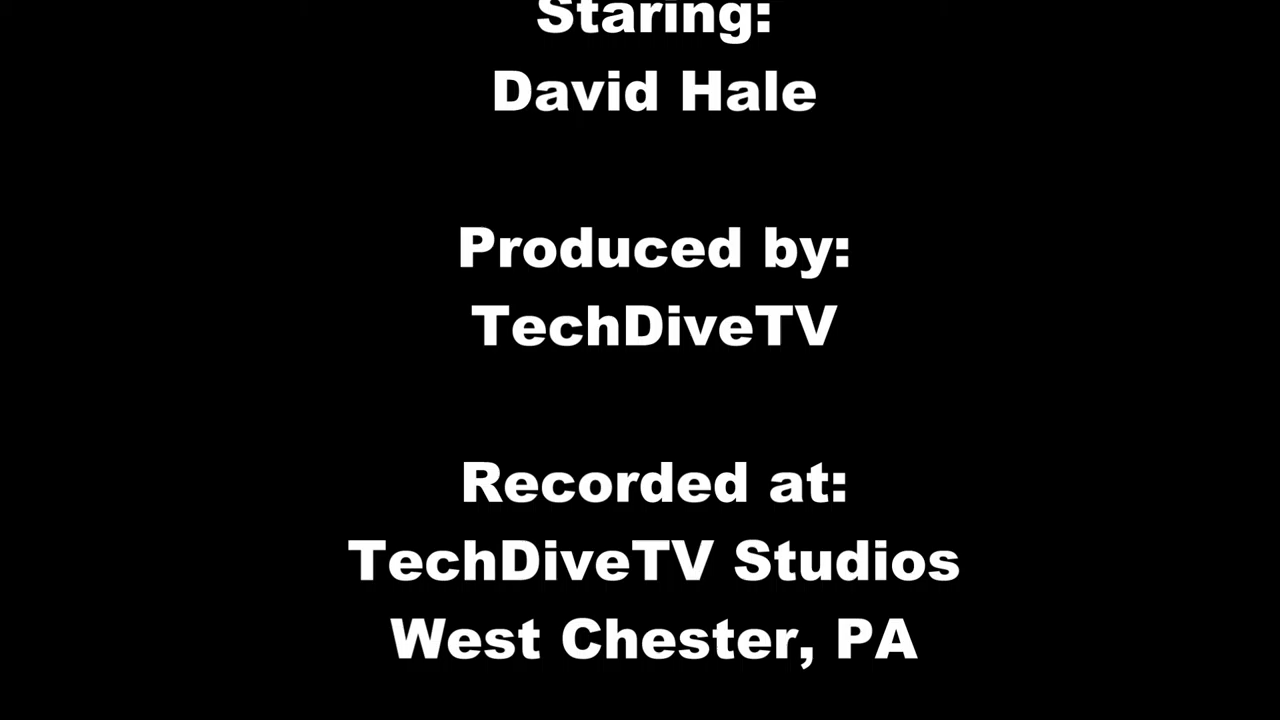 Staring:
David Hale
Produced by:
TechDiveTV
Recorded at:
TechDiveTV Studios
West Chester, PA